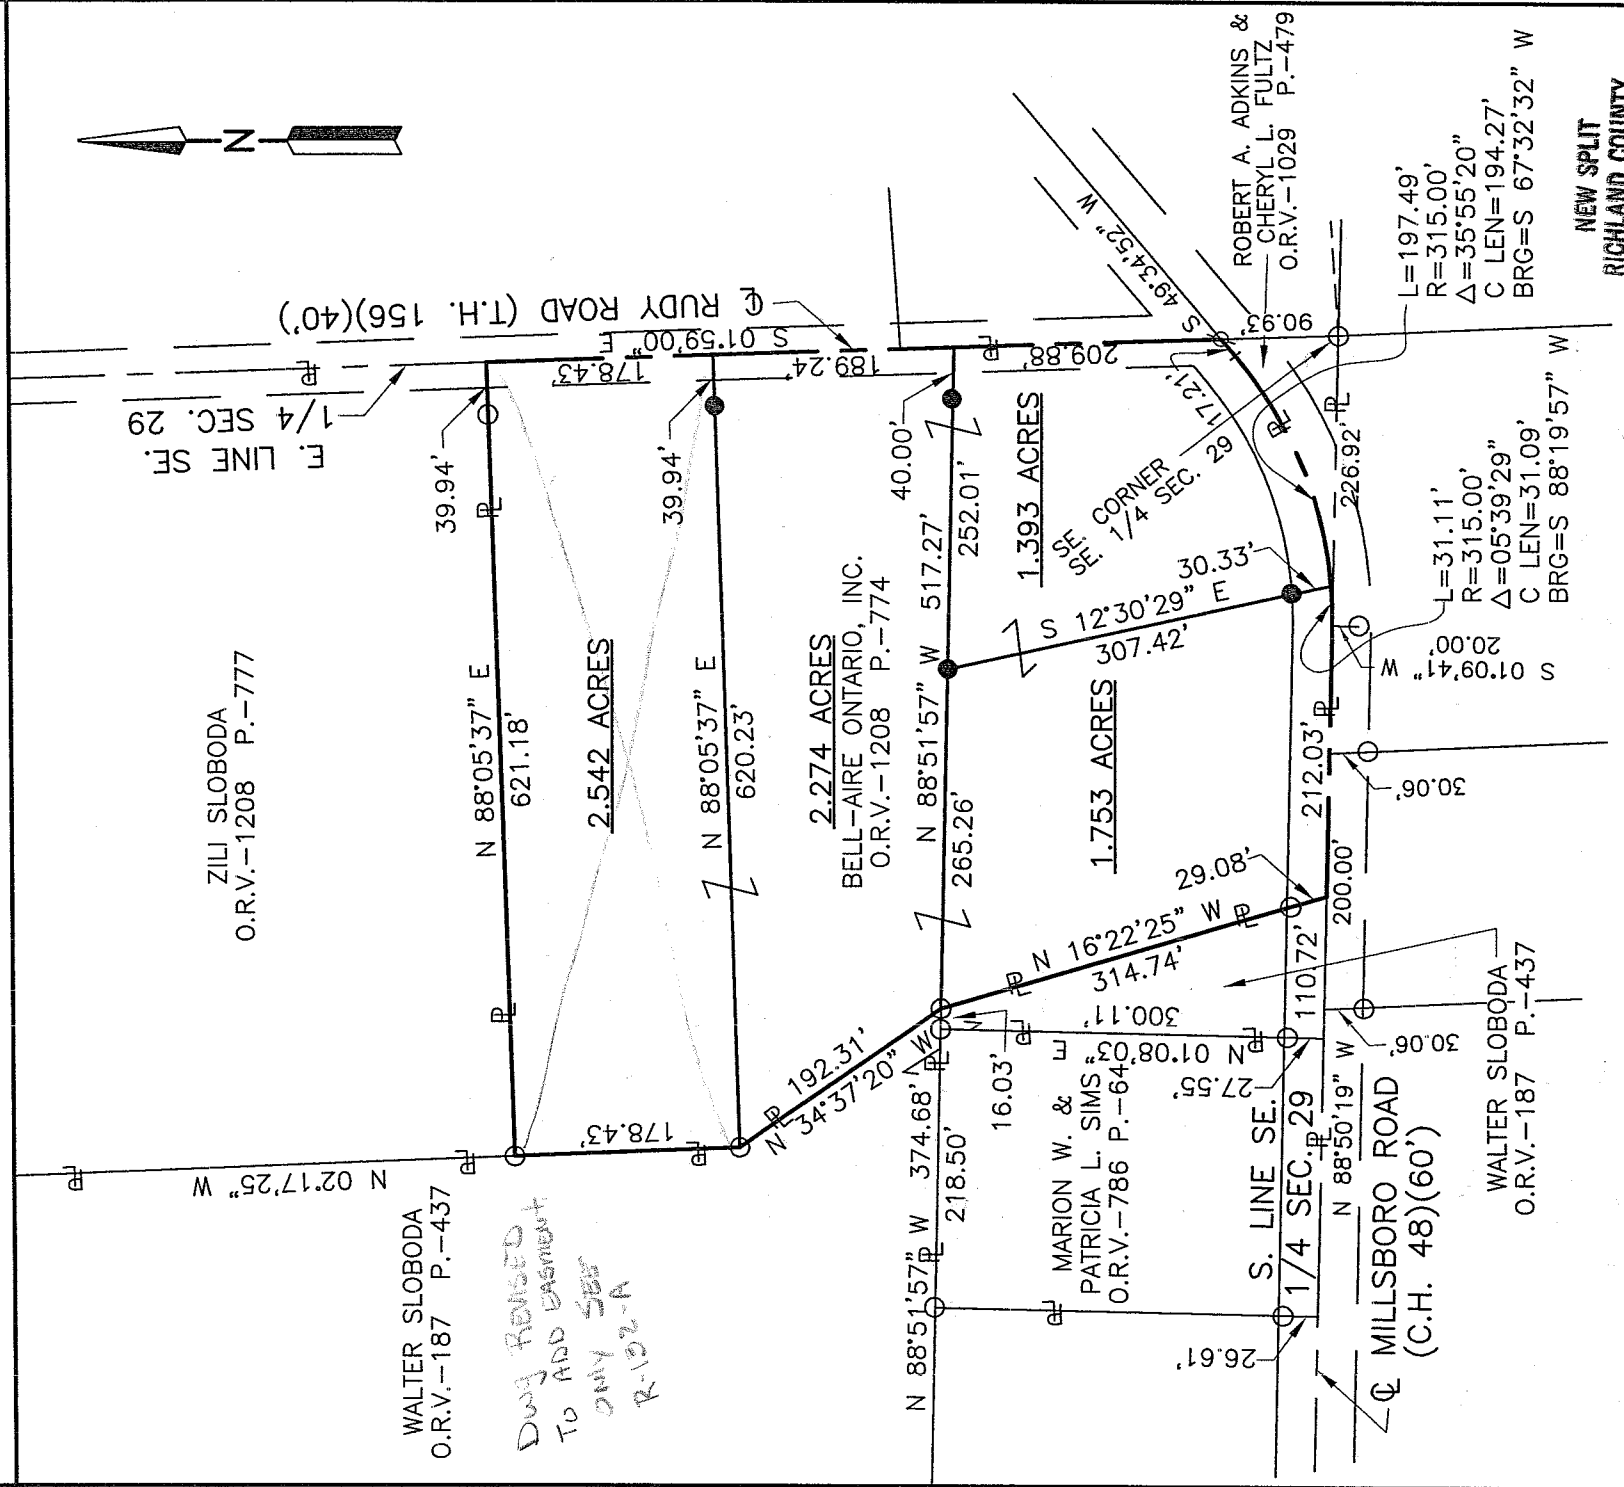 N
ZILI SLOBODA
O.R.V.-1208 P.-777
E. LINE SE.
1/4 SEC. 29
℄ RUDY ROAD (T.H. 156)(40')
S 01°59'00" E
178.43'
189.24'
209.88'
39.94'
N 88°05'37" E
621.18'
2.542 ACRES
39.94'
N 88°05'37" E
620.23'
WALTER SLOBODA
O.R.V.-187 P.-437
N 02°17'25" W
178.43'
Dwg REVISED
TO ADD EASMENT
ONLY SEE
R-192-A
192.31'
N 34°37'20" W
2.274 ACRES
BELL-AIRE ONTARIO, INC.
O.R.V.-1208 P.-774
40.00'
N 88°51'57" W 517.27'
265.26'
252.01'
1.393 ACRES
SE. CORNER
SE. 1/4 SEC. 29
S 49°34'52" W
17.21'
90.93'
ROBERT A. ADKINS &
CHERYL L. FULTZ
O.R.V.-1029 P.-479
L=197.49'
R=315.00'
Δ=35°55'20"
C LEN=194.27'
BRG=S 67°32'32" W
226.92'
L=31.11'
R=315.00'
Δ=05°39'29"
C LEN=31.09'
BRG=S 88°19'57" W
S 12°30'29" E
307.42'
30.33'
S 01°09'41" W
20.00'
1.753 ACRES
212.03'
30.06'
N 16°22'25" W
314.74'
29.08'
200.00'
110.72'
30.06'
N 01°08'03" E
300.11'
27.55'
16.03'
N 88°51'57" W 374.68'
218.50'
MARION W. &
PATRICIA L. SIMS
O.R.V.-786 P.-64
S. LINE SE.
1/4 SEC. 29
N 88°50'19" W
26.61'
℄ MILLSBORO ROAD
(C.H. 48)(60')
WALTER SLOBODA
O.R.V.-187 P.-437
NEW SPLIT
RICHLAND COUNTY